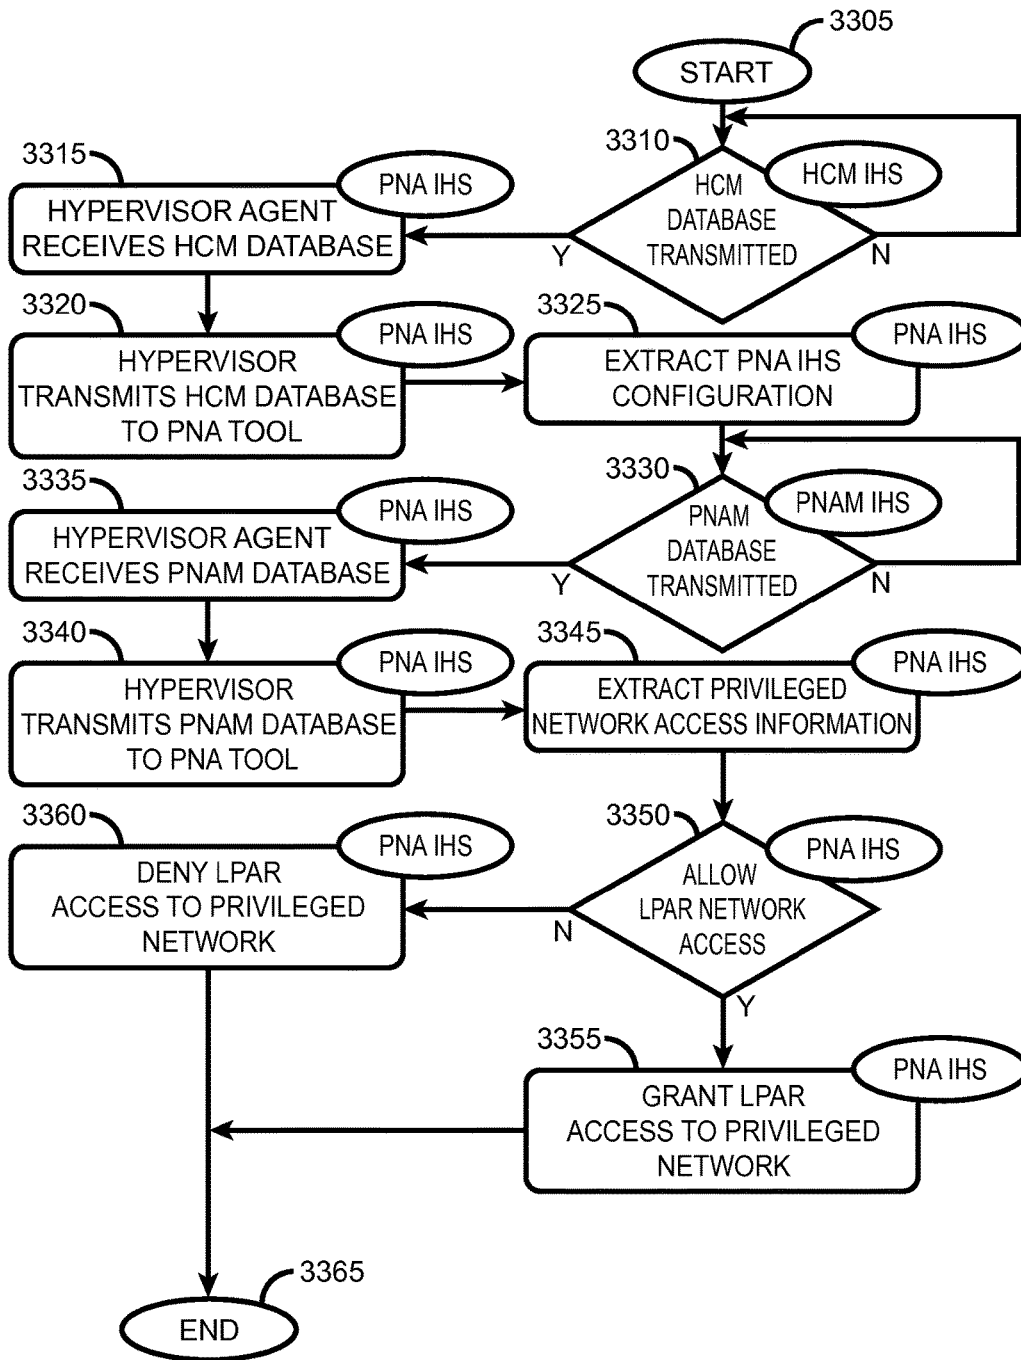 3305
START
3310
HCM IHS
HCM
DATABASE
TRANSMITTED
Y
N
3315
PNA IHS
HYPERVISOR AGENT
RECEIVES HCM DATABASE
3320
PNA IHS
HYPERVISOR
TRANSMITS HCM DATABASE
TO PNA TOOL
3325
PNA IHS
EXTRACT PNA IHS
CONFIGURATION
3330
PNAM IHS
PNAM
DATABASE
TRANSMITTED
Y
N
3335
PNA IHS
HYPERVISOR AGENT
RECEIVES PNAM DATABASE
3340
PNA IHS
HYPERVISOR
TRANSMITS PNAM DATABASE
TO PNA TOOL
3345
PNA IHS
EXTRACT PRIVILEGED
NETWORK ACCESS INFORMATION
3350
PNA IHS
ALLOW
LPAR NETWORK
ACCESS
N
Y
3360
PNA IHS
DENY LPAR
ACCESS TO PRIVILEGED
NETWORK
3355
PNA IHS
GRANT LPAR
ACCESS TO PRIVILEGED
NETWORK
3365
END